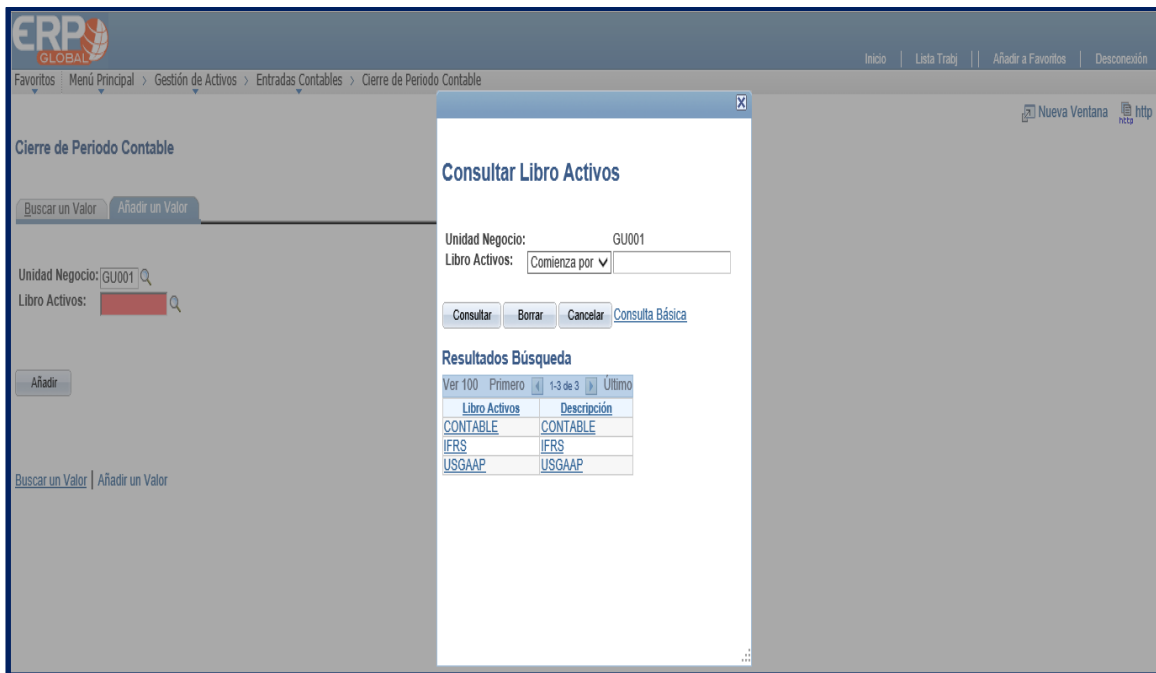 ERP
GLOBAL
Inicio | Lista Trabj || Añadir a Favoritos | Desconexión
Favoritos | Menú Principal > Gestión de Activos > Entradas Contables > Cierre de Periodo Contable
Nueva Ventana http
http
Cierre de Periodo Contable
Buscar un Valor Añadir un Valor
Unidad Negocio: GU001
Libro Activos:
Añadir
Buscar un Valor | Añadir un Valor
Consultar Libro Activos
Unidad Negocio: GU001
Libro Activos: Comienza por
Consultar Borrar Cancelar Consulta Básica
Resultados Búsqueda
Ver 100 Primero 1-3 de 3 Último
Libro Activos Descripción
CONTABLE CONTABLE
IFRS IFRS
USGAAP USGAAP